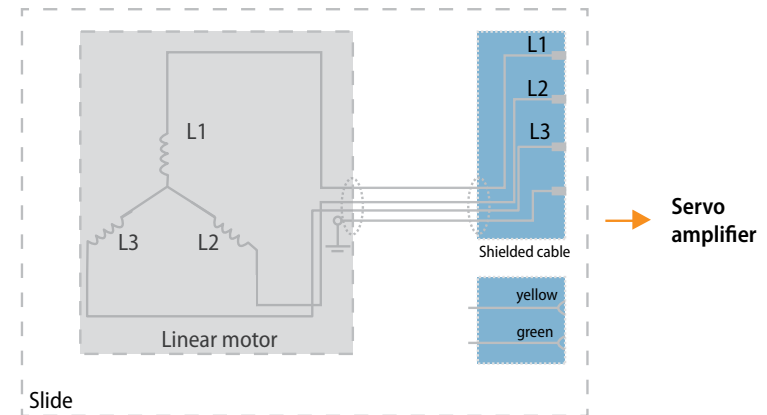 L1
L2
L3
L1
L3
L2
Servo
amplifier
Shielded cable
yellow
green
Linear motor
Slide